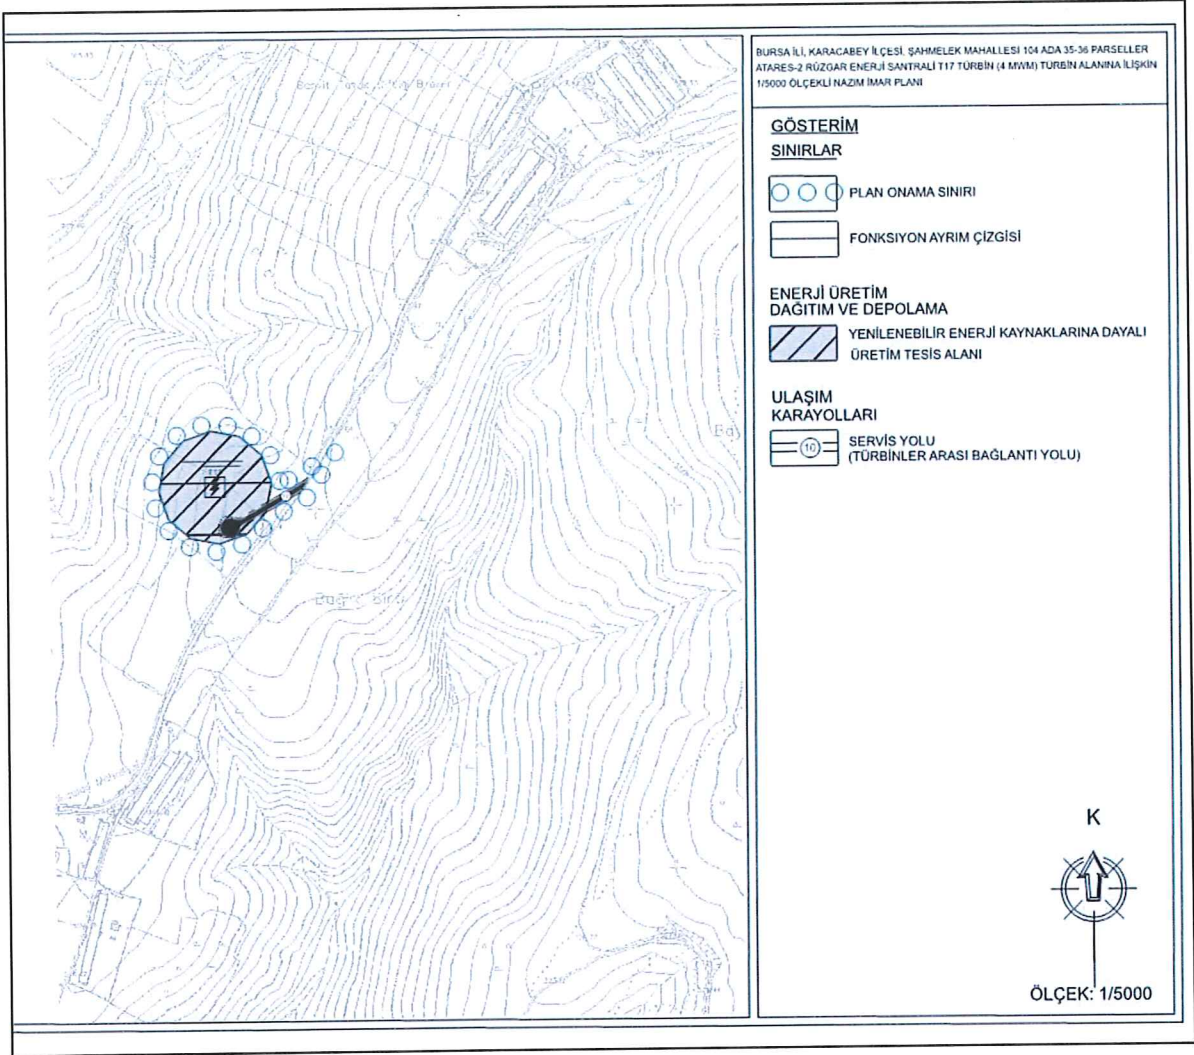 BURSA İLİ, KARACABEY İLÇESİ, ŞAHMELEK MAHALLESİ 104 ADA 35-36 PARSELLER
ATARES-2 RÜZGAR ENERJİ SANTRALİ T17 TÜRBİN (4 MWM) TÜRBİN ALANINA İLİŞKİN
1/5000 ÖLÇEKLİ NAZIM İMAR PLANI
GÖSTERİM
SINIRLAR
PLAN ONAMA SINIRI
FONKSIYON AYRIM ÇİZGİSİ
ENERJİ ÜRETİM
DAĞITIM VE DEPOLAMA
YENİLENEBİLİR ENERJİ KAYNAKLARINA DAYALI
ÜRETİM TESİS ALANI
ULAŞIM
KARAYOLLARI
10
SERVİS YOLU
(TÜRBİNLER ARASI BAĞLANTI YOLU)
K
ÖLÇEK: 1/5000